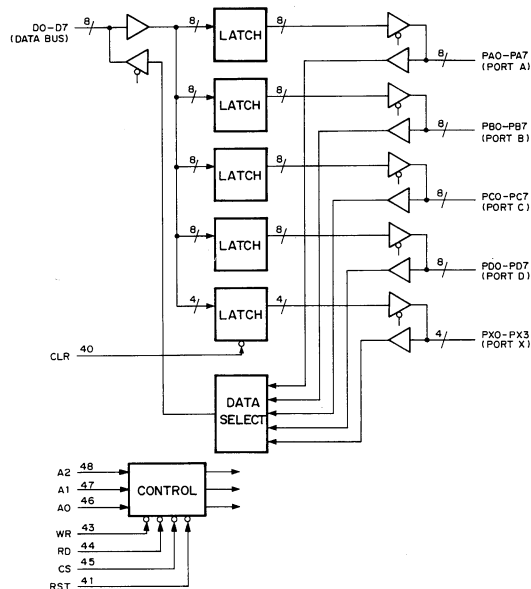 D0-D7
(DATA BUS)
8
8
LATCH
8
8
PA0-PA7
(PORT A)
8
LATCH
8
8
PB0-PB7
(PORT B)
8
LATCH
8
8
PC0-PC7
(PORT C)
8
LATCH
8
8
PD0-PD7
(PORT D)
4
LATCH
4
4
PX0-PX3
(PORT X)
CLR 40
DATA
SELECT
A2 48
A1 47
A0 46
CONTROL
WR 43
RD 44
CS 45
RST 41